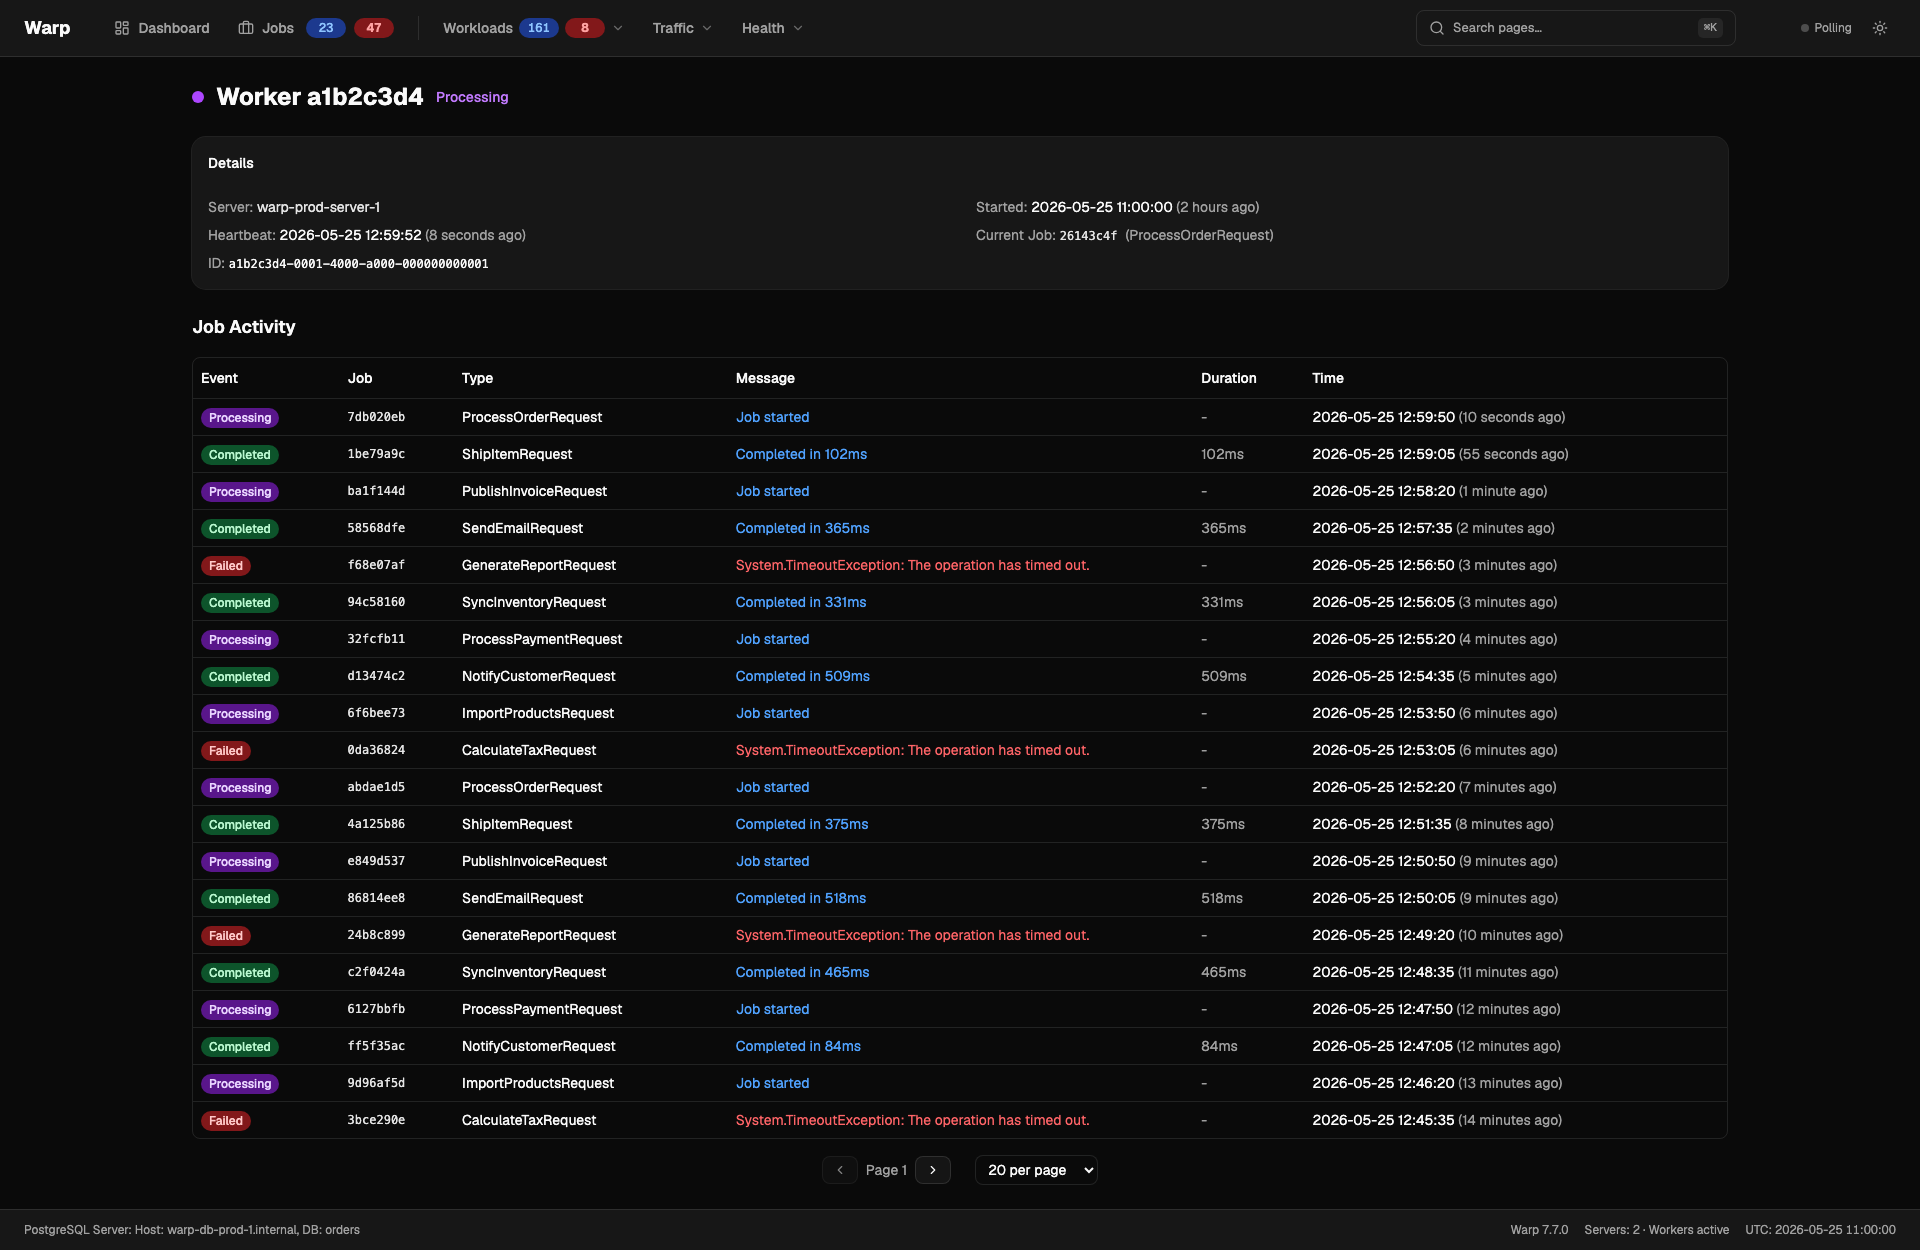 Warp Dashboard Jobs 23 47 Workloads 161 8 Traffic Health Search pages... ⌘K Polling
Worker a1b2c3d4 Processing
Details
Server: warp-prod-server-1 Started: 2026-05-25 11:00:00 (2 hours ago)
Heartbeat: 2026-05-25 12:59:52 (8 seconds ago) Current Job: 26143c4f (ProcessOrderRequest)
ID: a1b2c3d4-0001-4000-a000-000000000001
Job Activity
Event Job Type Message Duration Time
Processing 7db020eb ProcessOrderRequest Job started - 2026-05-25 12:59:50 (10 seconds ago)
Completed 1be79a9c ShipItemRequest Completed in 102ms 102ms 2026-05-25 12:59:05 (55 seconds ago)
Processing ba1f144d PublishInvoiceRequest Job started - 2026-05-25 12:58:20 (1 minute ago)
Completed 58568dfe SendEmailRequest Completed in 365ms 365ms 2026-05-25 12:57:35 (2 minutes ago)
Failed f68e07af GenerateReportRequest System.TimeoutException: The operation has timed out. - 2026-05-25 12:56:50 (3 minutes ago)
Completed 94c58160 SyncInventoryRequest Completed in 331ms 331ms 2026-05-25 12:56:05 (3 minutes ago)
Processing 32fcfb11 ProcessPaymentRequest Job started - 2026-05-25 12:55:20 (4 minutes ago)
Completed d13474c2 NotifyCustomerRequest Completed in 509ms 509ms 2026-05-25 12:54:35 (5 minutes ago)
Processing 6f6bee73 ImportProductsRequest Job started - 2026-05-25 12:53:50 (6 minutes ago)
Failed 0da36824 CalculateTaxRequest System.TimeoutException: The operation has timed out. - 2026-05-25 12:53:05 (6 minutes ago)
Processing abdae1d5 ProcessOrderRequest Job started - 2026-05-25 12:52:20 (7 minutes ago)
Completed 4a125b86 ShipItemRequest Completed in 375ms 375ms 2026-05-25 12:51:35 (8 minutes ago)
Processing e849d537 PublishInvoiceRequest Job started - 2026-05-25 12:50:50 (9 minutes ago)
Completed 86814ee8 SendEmailRequest Completed in 518ms 518ms 2026-05-25 12:50:05 (9 minutes ago)
Failed 24b8c899 GenerateReportRequest System.TimeoutException: The operation has timed out. - 2026-05-25 12:49:20 (10 minutes ago)
Completed c2f0424a SyncInventoryRequest Completed in 465ms 465ms 2026-05-25 12:48:35 (11 minutes ago)
Processing 6127bbfb ProcessPaymentRequest Job started - 2026-05-25 12:47:50 (12 minutes ago)
Completed ff5f35ac NotifyCustomerRequest Completed in 84ms 84ms 2026-05-25 12:47:05 (12 minutes ago)
Processing 9d96af5d ImportProductsRequest Job started - 2026-05-25 12:46:20 (13 minutes ago)
Failed 3bce290e CalculateTaxRequest System.TimeoutException: The operation has timed out. - 2026-05-25 12:45:35 (14 minutes ago)
Page 1 20 per page
PostgreSQL Server: Host: warp-db-prod-1.internal, DB: orders Warp 7.7.0 Servers: 2 · Workers active UTC: 2026-05-25 11:00:00